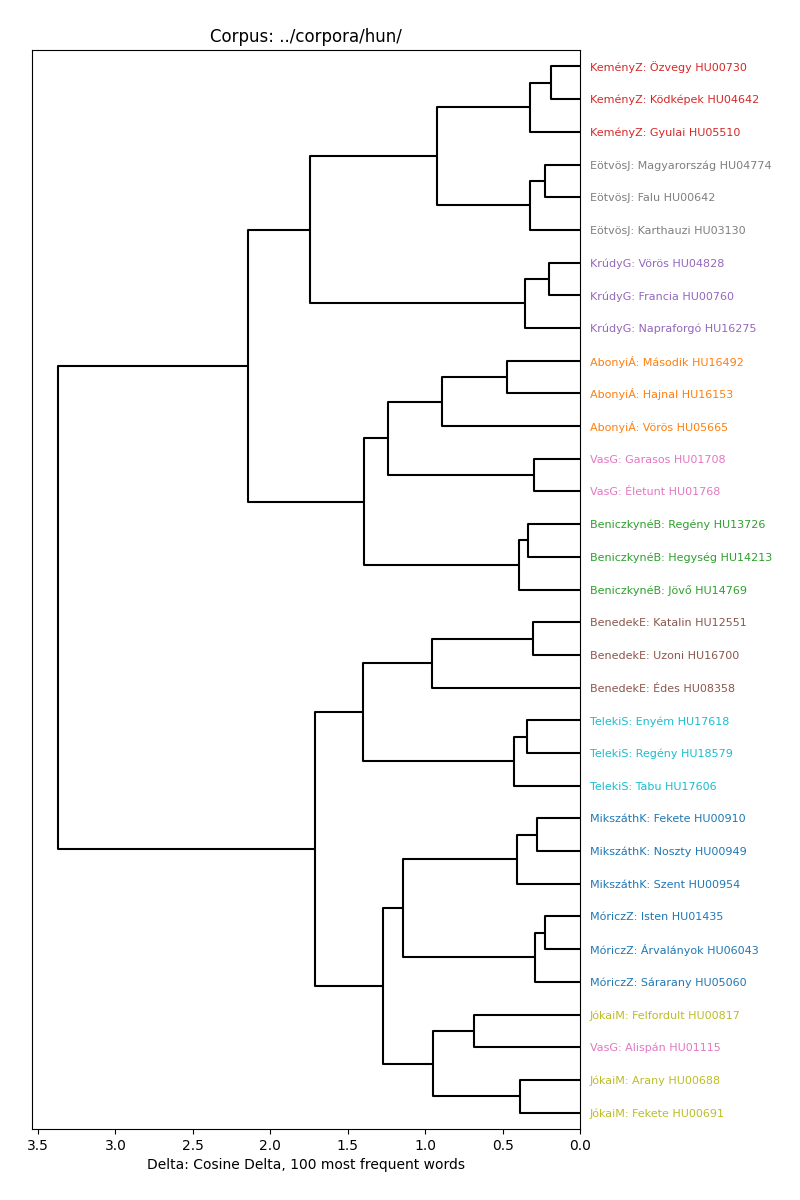 Corpus: ../corpora/hun/
KeményZ: Özvegy HU00730
KeményZ: Ködképek HU04642
KeményZ: Gyulai HU05510
EötvösJ: Magyarország HU04774
EötvösJ: Falu HU00642
EötvösJ: Karthauzi HU03130
KrúdyG: Vörös HU04828
KrúdyG: Francia HU00760
KrúdyG: Napraforgó HU16275
AbonyiÁ: Második HU16492
AbonyiÁ: Hajnal HU16153
AbonyiÁ: Vörös HU05665
VasG: Garasos HU01708
VasG: Életunt HU01768
BeniczkynéB: Regény HU13726
BeniczkynéB: Hegység HU14213
BeniczkynéB: Jövő HU14769
BenedekE: Katalin HU12551
BenedekE: Uzoni HU16700
BenedekE: Édes HU08358
TelekiS: Enyém HU17618
TelekiS: Regény HU18579
TelekiS: Tabu HU17606
MikszáthK: Fekete HU00910
MikszáthK: Noszty HU00949
MikszáthK: Szent HU00954
MóriczZ: Isten HU01435
MóriczZ: Árvalányok HU06043
MóriczZ: Sárarany HU05060
JókaiM: Felfordult HU00817
VasG: Alispán HU01115
JókaiM: Arany HU00688
JókaiM: Fekete HU00691
3.5 3.0 2.5 2.0 1.5 1.0 0.5 0.0
Delta: Cosine Delta, 100 most frequent words